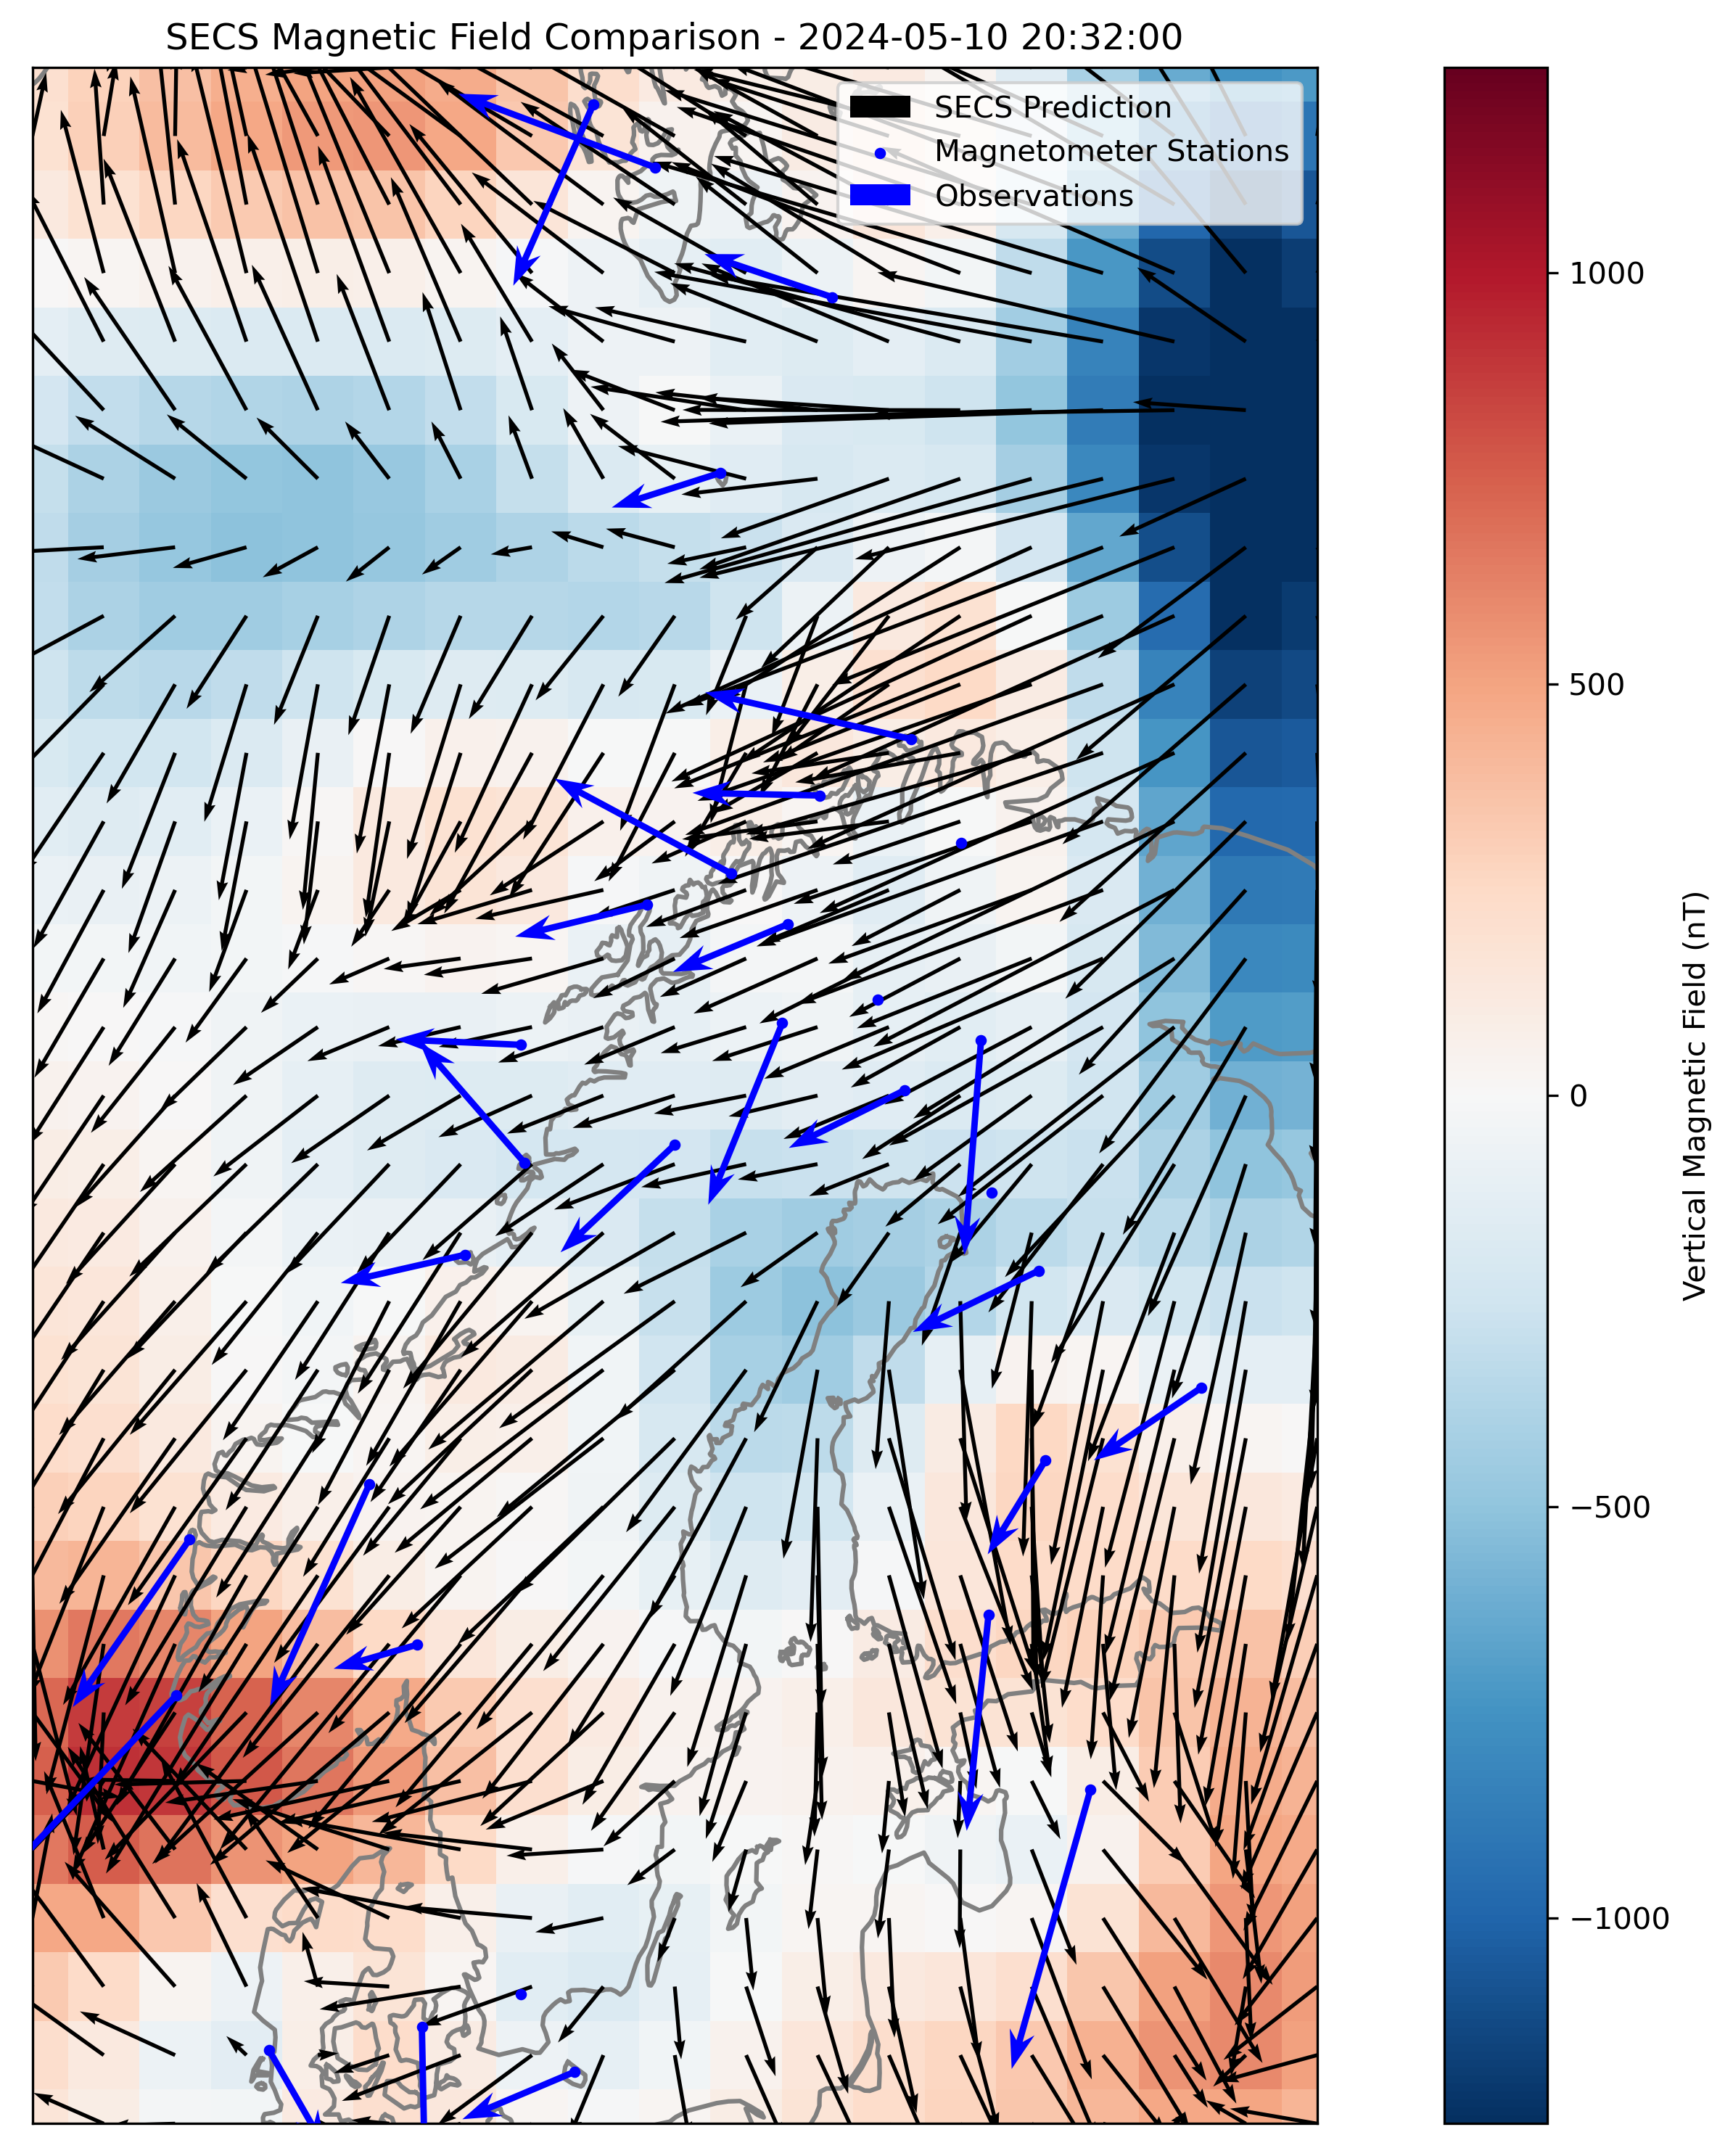 SECS Magnetic Field Comparison - 2024-05-10 20:32:00
SECS Prediction
Magnetometer Stations
Observations
1000
500
0
−500
−1000
Vertical Magnetic Field (nT)